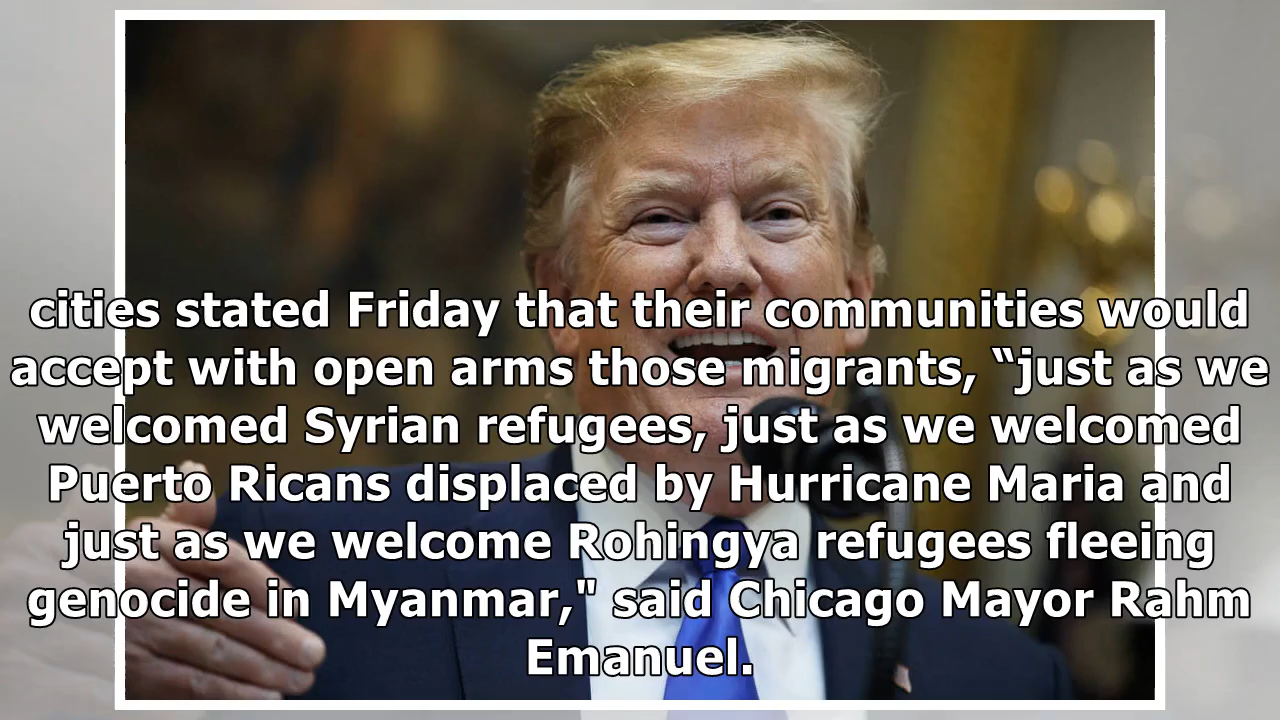 cities stated Friday that their communities would
accept with open arms those migrants, “just as we
welcomed Syrian refugees, just as we welcomed
Puerto Ricans displaced by Hurricane Maria and
just as we welcome Rohingya refugees fleeing
genocide in Myanmar," said Chicago Mayor Rahm
Emanuel.